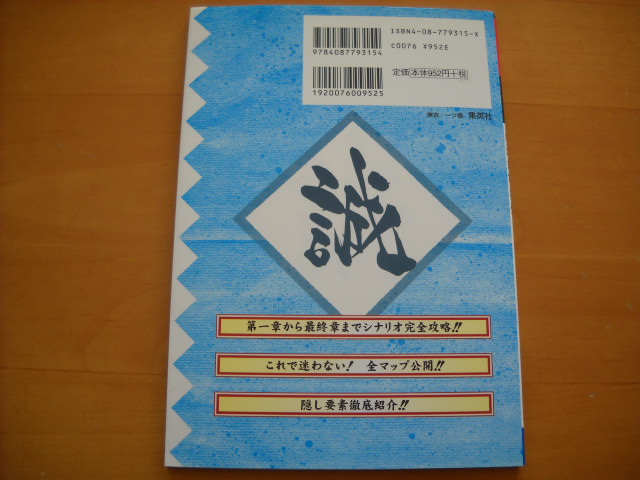 ISBN4-08-779315-X
C0076 ¥952E
9784087793154
定価[本体952円+税]
1920076009525
東京 一ツ橋 集英社
誠
第一章から最終章までシナリオ完全攻略!!
これで迷わない! 全マップ公開!!
隠し要素徹底紹介!!